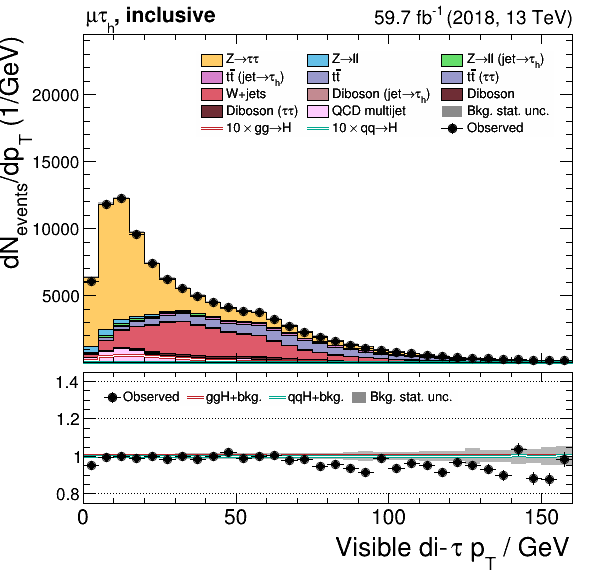 μτh, inclusive
59.7 fb⁻¹ (2018, 13 TeV)
dNevents/dpT (1/GeV)
Z→ττ Z→ll Z→ll (jet→τh)
tt̄ (jet→τh) tt̄ tt̄ (ττ)
W+jets Diboson (jet→τh) Diboson
Diboson (ττ) QCD multijet Bkg. stat. unc.
10 × gg→H 10 × qq→H Observed
20000
15000
10000
5000
Observed ggH+bkg. qqH+bkg. Bkg. stat. unc.
1.4
1.2
1
0.8
0 50 100 150
Visible di-τ pT / GeV